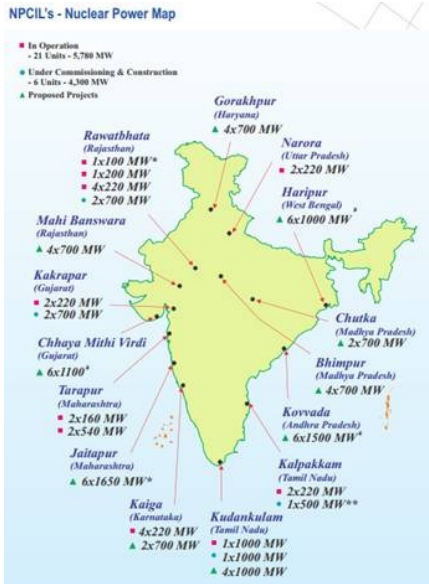 NPCIL's - Nuclear Power Map
In Operation
- 21 Units - 5,780 MW
Under Commissioning & Construction
- 6 Units - 4,300 MW
Proposed Projects
Gorakhpur
(Haryana)
4x700 MW
Rawatbhata
(Rajasthan)
1x100 MW*
1x200 MW
4x220 MW
2x700 MW
Narora
(Uttar Pradesh)
2x220 MW
Haripur
(West Bengal)
6x1000 MW
Mahi Banswara
(Rajasthan)
4x700 MW
Kakrapar
(Gujarat)
2x220 MW
2x700 MW
Chutka
(Madhya Pradesh)
2x700 MW
Chhaya Mithi Virdi
(Gujarat)
6x1100
Bhimpur
(Madhya Pradesh)
4x700 MW
Tarapur
(Maharashtra)
2x160 MW
2x540 MW
Kovvada
(Andhra Pradesh)
6x1500 MW
Jaitapur
(Maharashtra)
6x1650 MW*
Kalpakkam
(Tamil Nadu)
2x220 MW
1x500 MW**
Kaiga
(Karnataka)
4x220 MW
2x700 MW
Kudankulam
(Tamil Nadu)
1x1000 MW
1x1000 MW
4x1000 MW